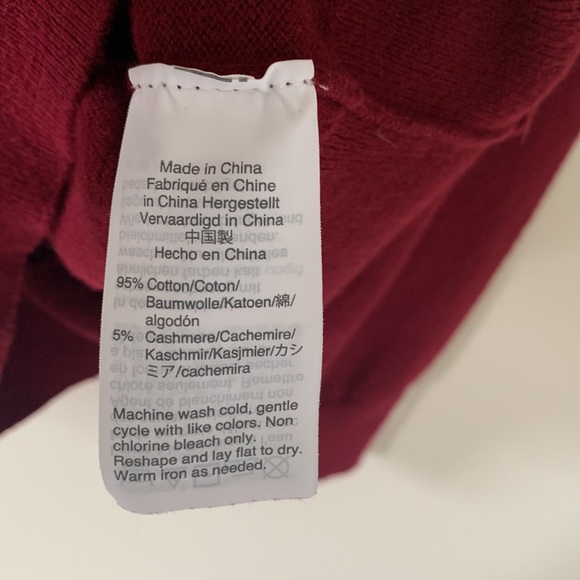 Made in China
Fabriqué en Chine
in China Hergestellt
Vervaardigd in China
中国製
Hecho en China
95% Cotton/Coton/
Baumwolle/Katoen/綿/
algodón
5% Cashmere/Cachemire/
Kaschmir/Kasjmier/カシ
ミア/cachemira
Machine wash cold, gentle
cycle with like colors. Non
chlorine bleach only.
Reshape and lay flat to dry.
Warm iron as needed.